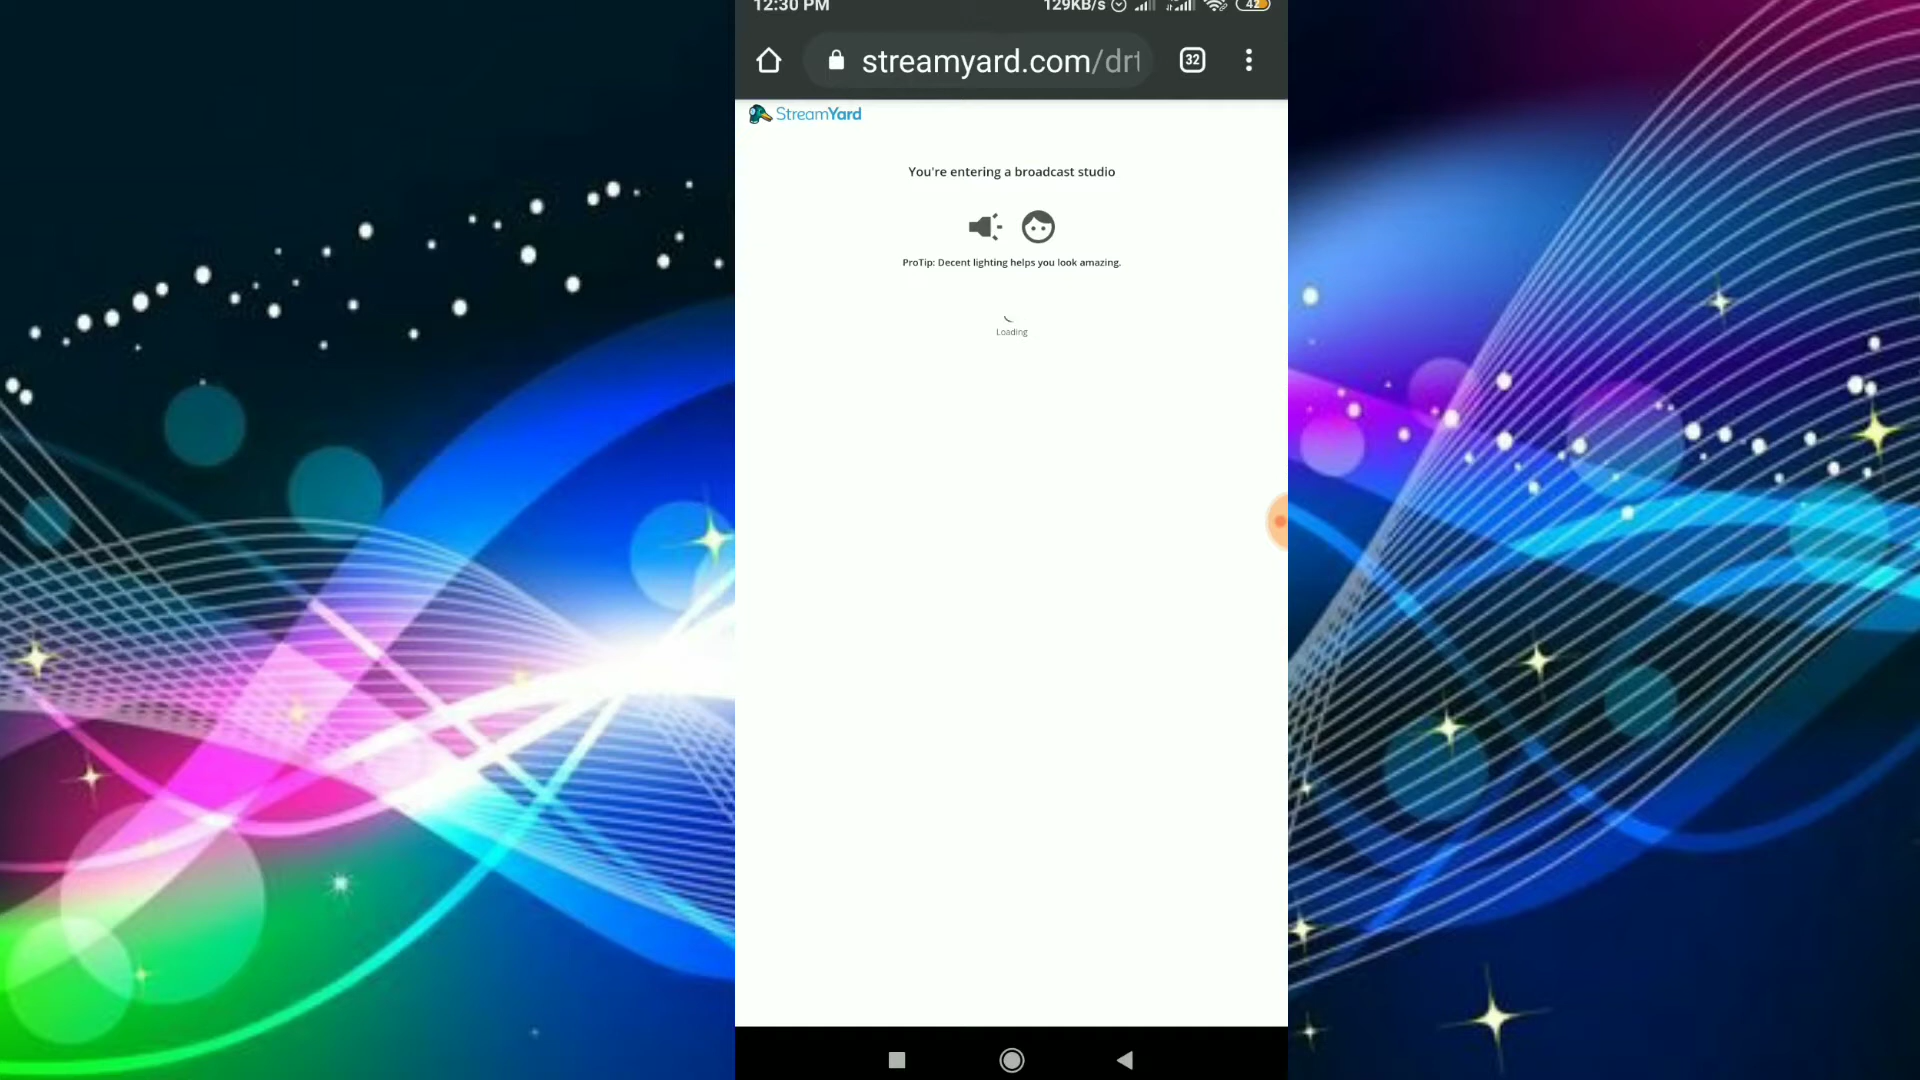 12:30 PM
129KB/s
42
streamyard.com/drt
32
StreamYard
You're entering a broadcast studio
ProTip: Decent lighting helps you look amazing.
Loading